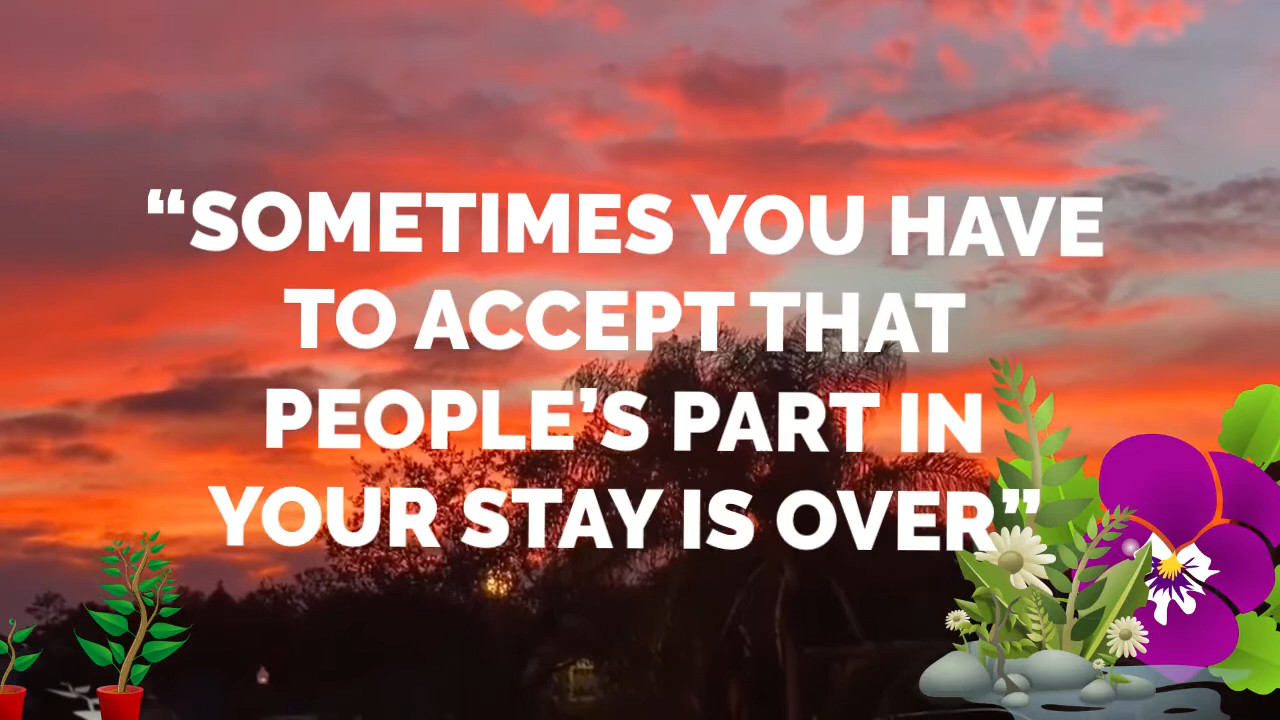 “SOMETIMES YOU HAVE
TO ACCEPT THAT
PEOPLE’S PART IN
YOUR STAY IS OVER”